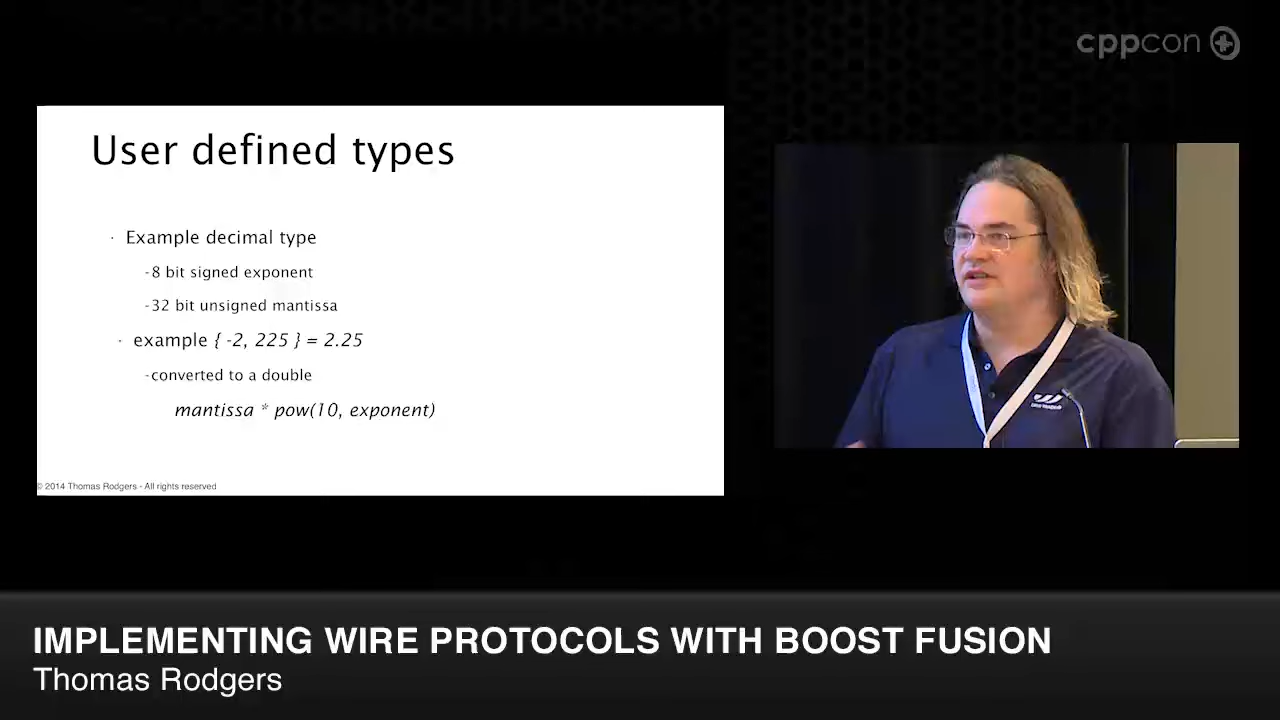 cppcon
User defined types
· Example decimal type
-8 bit signed exponent
-32 bit unsigned mantissa
· example { -2, 225 } = 2.25
-converted to a double
mantissa * pow(10, exponent)
© 2014 Thomas Rodgers - All rights reserved
IMPLEMENTING WIRE PROTOCOLS WITH BOOST FUSION
Thomas Rodgers